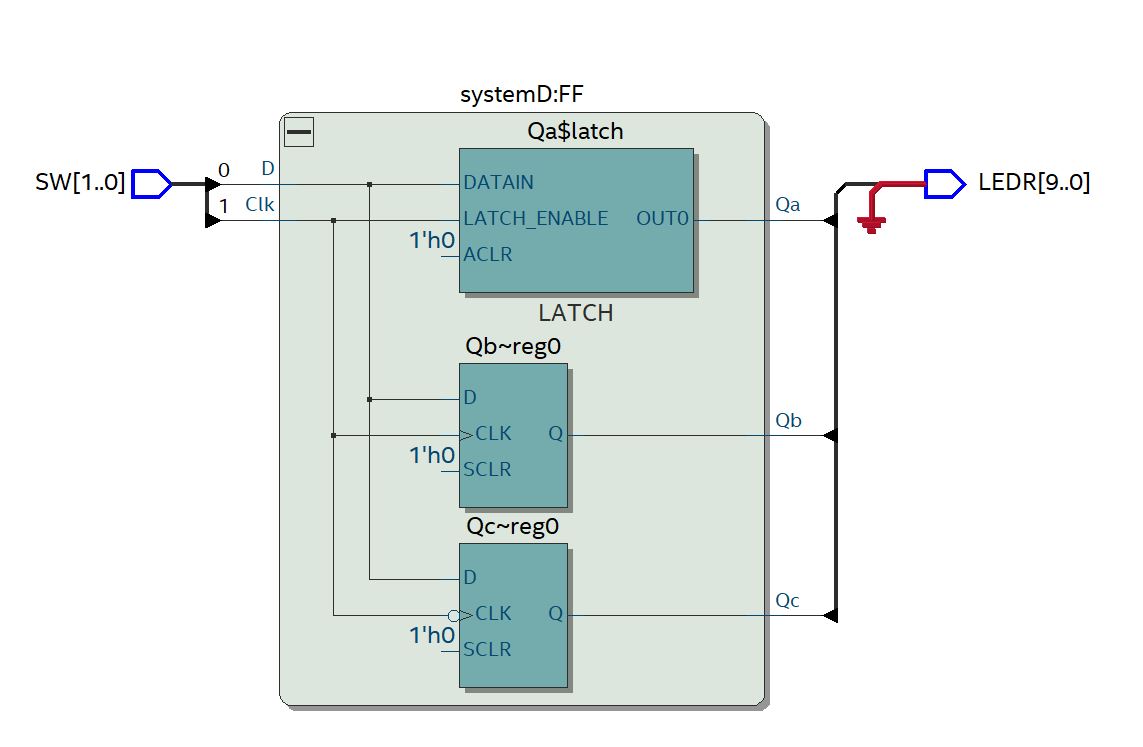 systemD:FF
Qa$latch
SW[1..0]
0
D
DATAIN
1
Clk
LATCH_ENABLE
OUT0
Qa
LEDR[9..0]
1'h0
ACLR
LATCH
Qb~reg0
D
CLK
Q
Qb
1'h0
SCLR
Qc~reg0
D
CLK
Q
Qc
1'h0
SCLR